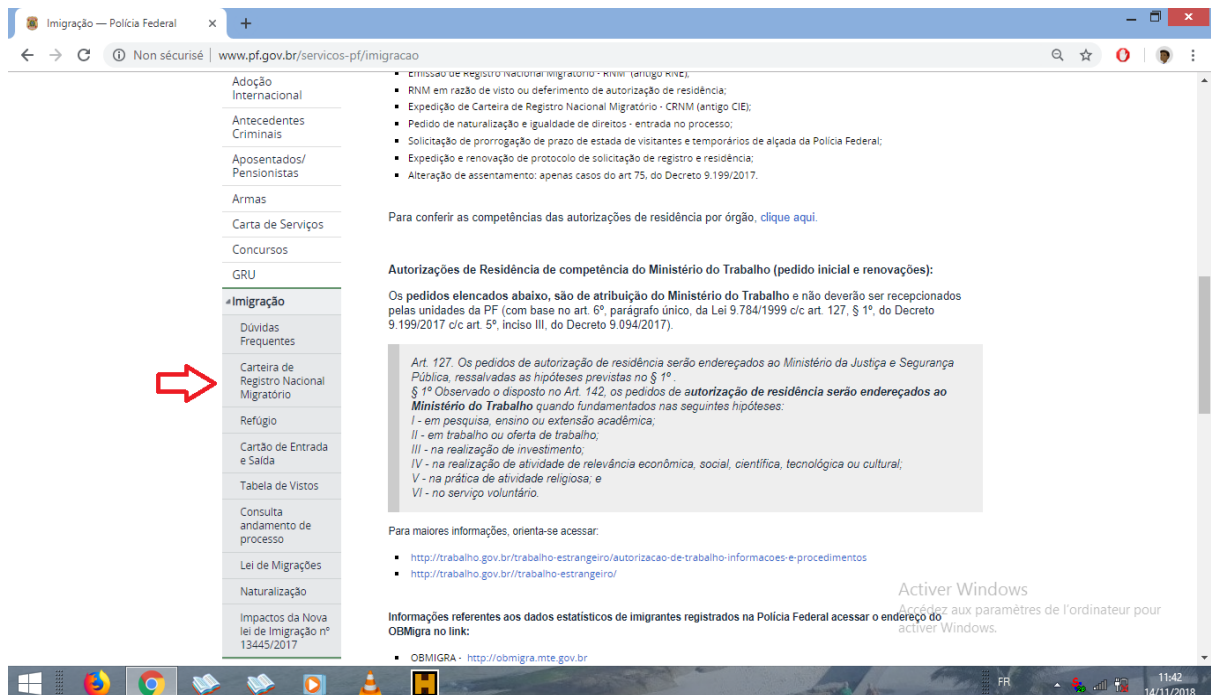 Imigração — Polícia Federal
Non sécurisé | www.pf.gov.br/servicos-pf/imigracao
Adoção
Internacional
Antecedentes
Criminais
Aposentados/
Pensionistas
Armas
Carta de Serviços
Concursos
GRU
Imigração
Dúvidas
Frequentes
Carteira de
Registro Nacional
Migratório
Refúgio
Cartão de Entrada
e Saída
Tabela de Vistos
Consulta
andamento de
processo
Lei de Migrações
Naturalização
Impactos da Nova
lei de Imigração nº
13445/2017
Emissão de Registro Nacional Migratório - RNM (antigo RNE);
RNM em razão de visto ou deferimento de autorização de residência;
Expedição de Carteira de Registro Nacional Migratório - CRNM (antigo CIE);
Pedido de naturalização e igualdade de direitos - entrada no processo;
Solicitação de prorrogação de prazo de estada de visitantes e temporários de alçada da Polícia Federal;
Expedição e renovação de protocolo de solicitação de registro e residência;
Alteração de assentamento: apenas casos do art 75, do Decreto 9.199/2017.
Para conferir as competências das autorizações de residência por órgão, clique aqui.
Autorizações de Residência de competência do Ministério do Trabalho (pedido inicial e renovações):
Os pedidos elencados abaixo, são de atribuição do Ministério do Trabalho e não deverão ser recepcionados
pelas unidades da PF (com base no art. 6º, parágrafo único, da Lei 9.784/1999 c/c art. 127, § 1º, do Decreto
9.199/2017 c/c art. 5º, inciso III, do Decreto 9.094/2017).
Art. 127. Os pedidos de autorização de residência serão endereçados ao Ministério da Justiça e Segurança
Pública, ressalvadas as hipóteses previstas no § 1º .
§ 1º Observado o disposto no Art. 142, os pedidos de autorização de residência serão endereçados ao
Ministério do Trabalho quando fundamentados nas seguintes hipóteses:
I - em pesquisa, ensino ou extensão acadêmica;
II - em trabalho ou oferta de trabalho;
III - na realização de investimento;
IV - na realização de atividade de relevância econômica, social, científica, tecnológica ou cultural;
V - na prática de atividade religiosa; e
VI - no serviço voluntário.
Para maiores informações, orienta-se acessar:
http://trabalho.gov.br/trabalho-estrangeiro/autorizacao-de-trabalho-informacoes-e-procedimentos
http://trabalho.gov.br//trabalho-estrangeiro/
Informações referentes aos dados estatísticos de imigrantes registrados na Polícia Federal acessar o endereço do
OBMigra no link:
OBMIGRA - http://obmigra.mte.gov.br
Activer Windows
Accédez aux paramètres de l'ordinateur pour
activer Windows.
FR
11:42
14/11/2018